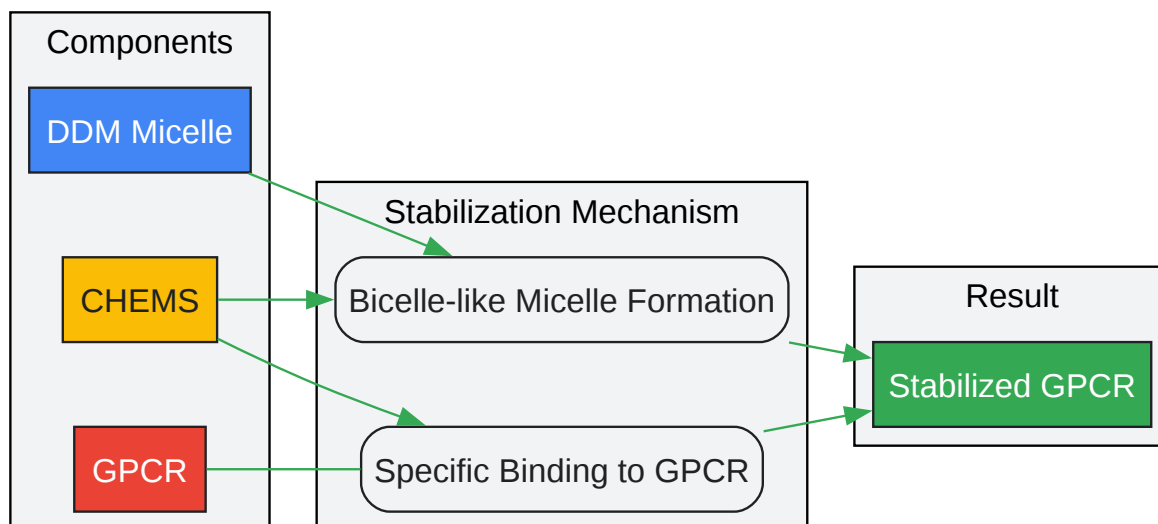 Components
DDM Micelle
CHEMS
GPCR
Stabilization Mechanism
Bicelle-like Micelle Formation
Specific Binding to GPCR
Result
Stabilized GPCR